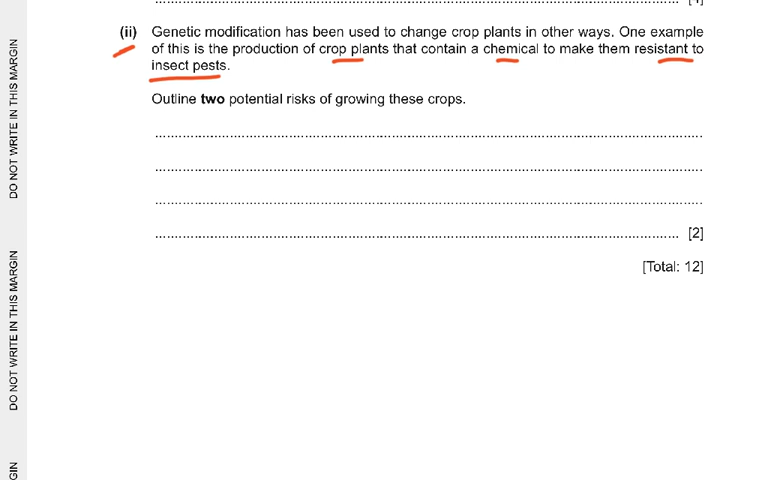 [4]
(ii) Genetic modification has been used to change crop plants in other ways. One example
of this is the production of crop plants that contain a chemical to make them resistant to
insect pests.
Outline two potential risks of growing these crops.
[2]
[Total: 12]
DO NOT WRITE IN THIS MARGIN
DO NOT WRITE IN THIS MARGIN
GIN